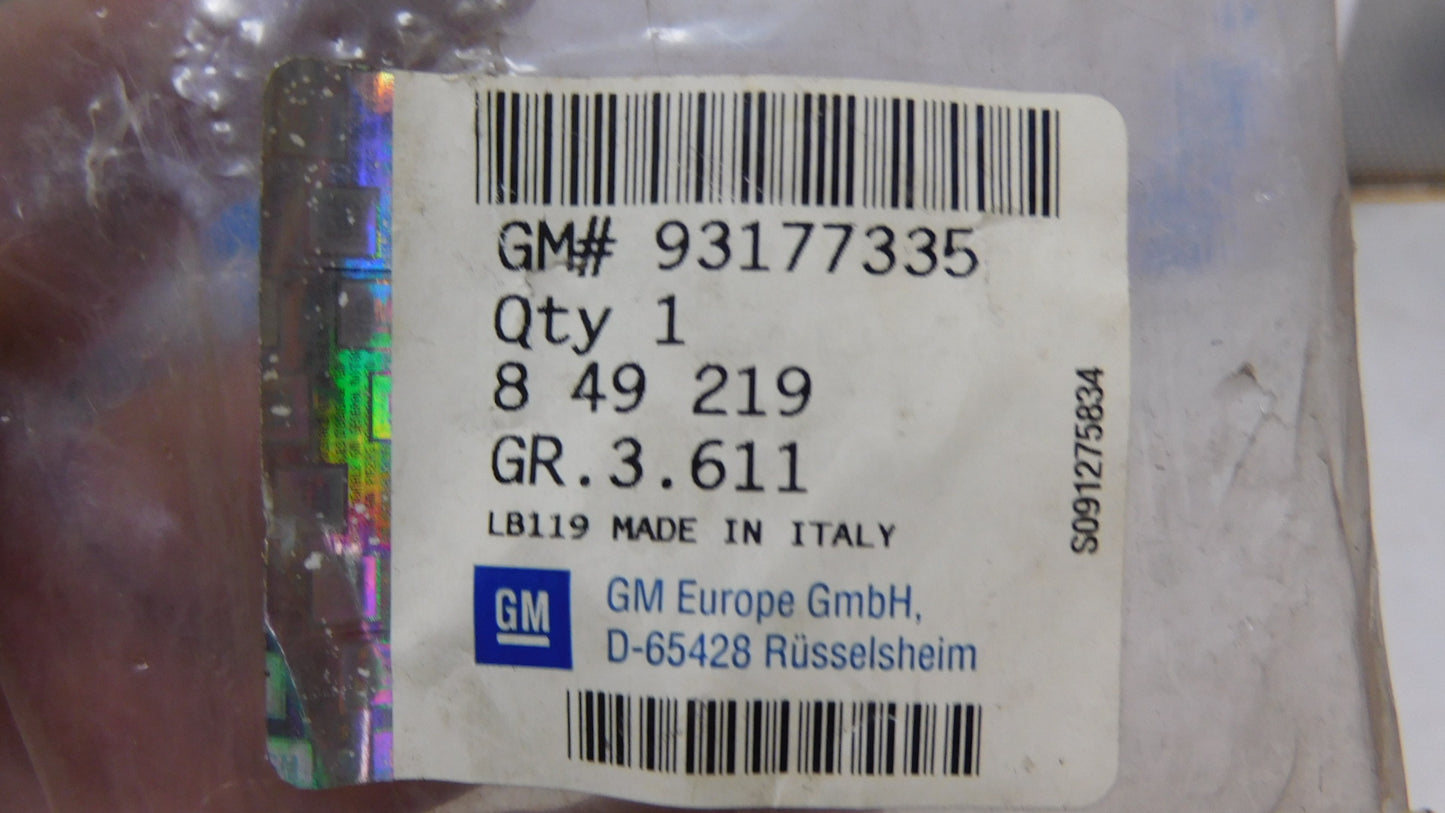 GM# 93177335
Qty 1
8 49 219
GR.3.611
LB119 MADE IN ITALY
GM
GM Europe GmbH,
D-65428 Rüsselsheim
S091275834